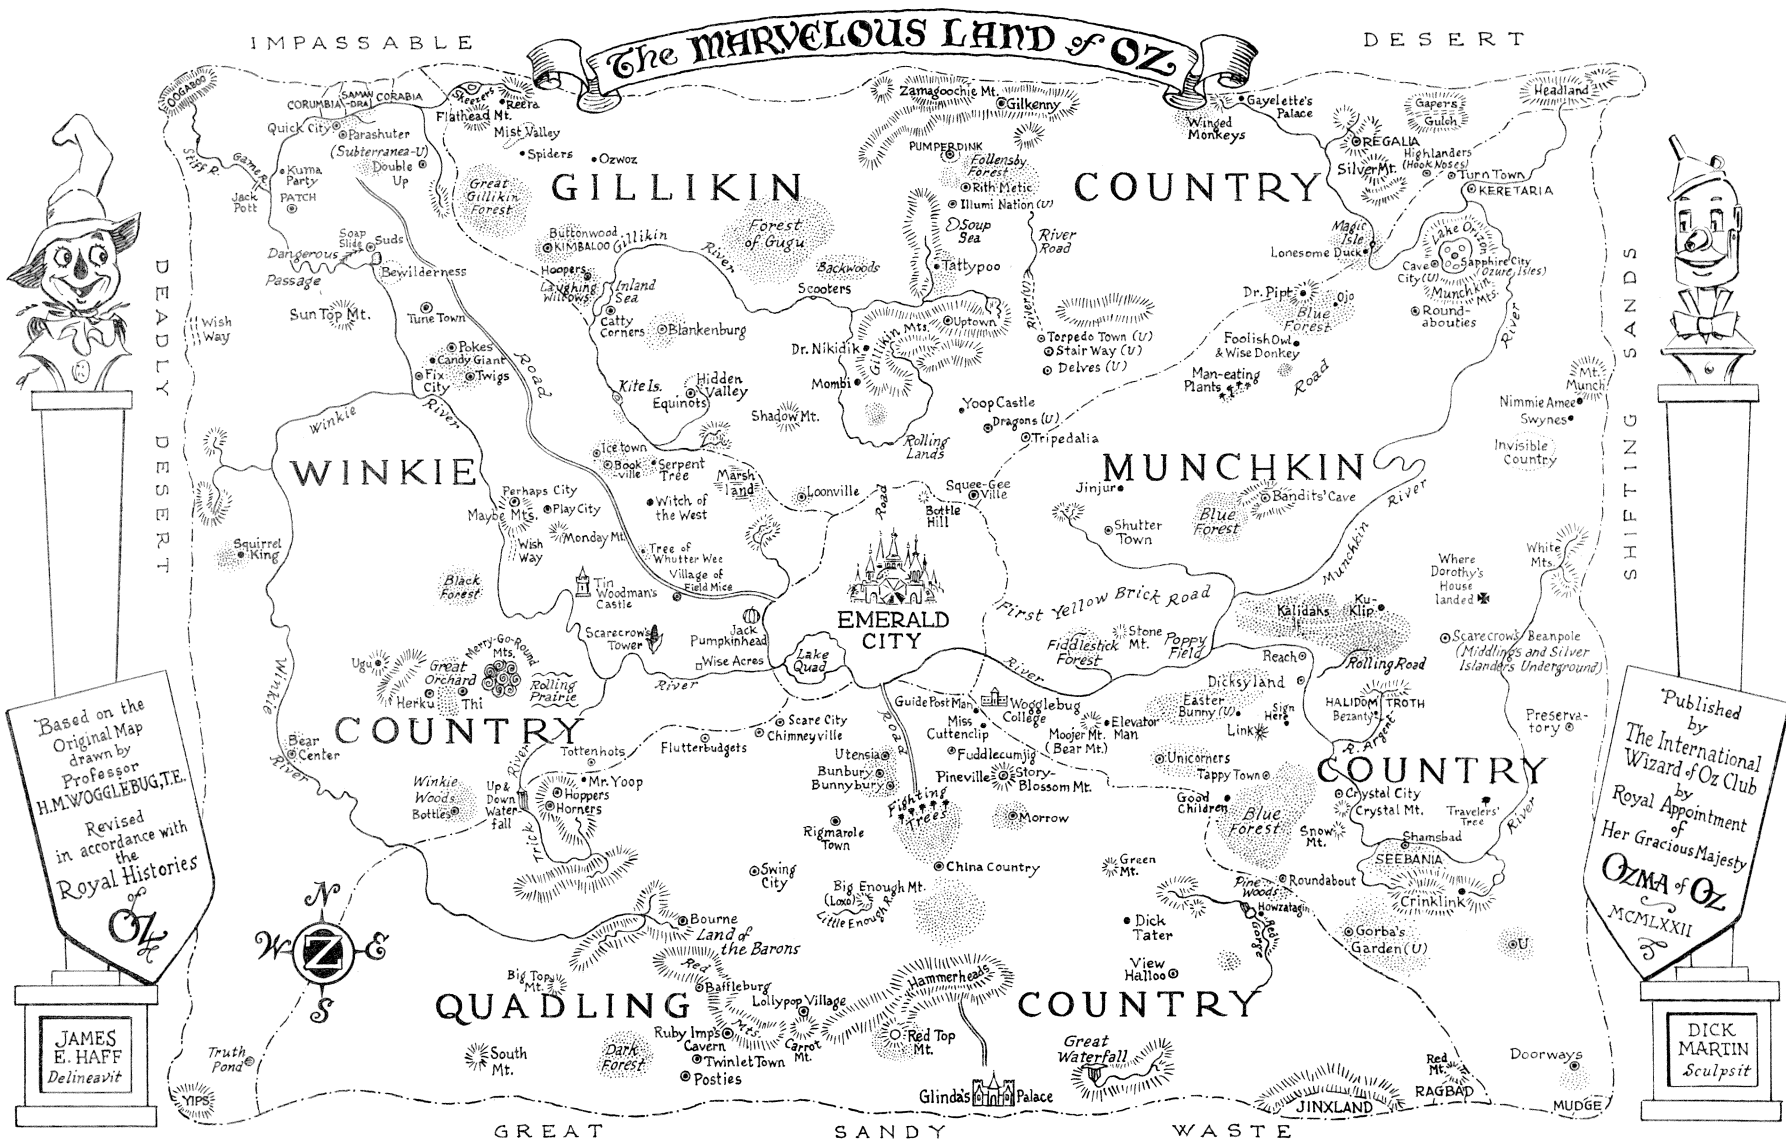 The MARVELOUS LAND of OZ
IMPASSABLE
DESERT
DEADLY DESERT
SHIFTING SANDS
GREAT
SANDY
WASTE
GILLIKIN
COUNTRY
WINKIE
COUNTRY
MUNCHKIN
COUNTRY
QUADLING
COUNTRY
EMERALD
CITY
OOGABOO
CORUMBIA
SAMAN
-DRA
CORABIA
Skeezers
Reera
Flathead Mt.
Mist Valley
Spiders
Ozwoz
Quick City
Parashuter
(Subterranea-U)
Double
Up
Stiff R.
Gamer
Jack
Pott
Kuma
Party
PATCH
Soap
Slide
Suds
Dangerous
Passage
Bewilderness
Sun Top Mt.
Tune Town
Wish
Way
Pokes
Candy Giant
Fix
City
Twigs
Road
Great
Gillikin
Forest
Buttonwood
KIMBALOO
Gillikin
River
Hoopers
Laughing
Willows
Inland
Sea
Catty
Corners
Blankenburg
Kite Is.
Hidden
Valley
Equinots
Shadow Mt.
Forest
of Gugu
Backwoods
Scooters
Zamagoochie Mt.
Gilkenny
PUMPERDINK
Follensby
Forest
Rith Metic
Illumi Nation (U)
Soup
Sea
River
Road
Tattypoo
Uptown
Gillikin Mts.
Dr. Nikidik
Mombi
River (U)
Torpedo Town (U)
Stair Way (U)
Delves (U)
Yoop Castle
Dragons (U)
Tripedalia
Rolling
Lands
Winged
Monkeys
Gayelette's
Palace
Gapers
Gulch
Headland
REGALIA
Highlanders
(Hook Noses)
Silver Mt.
Turn Town
KERETARIA
Magic
Isle
Lonesome Duck
Lake Orizon
Cave
City (U)
Sapphire City
(Ozure Isles)
Munchkin
Mts.
Dr. Pipt
Ojo
Blue
Forest
Round-
abouties
River
Foolish Owl
& Wise Donkey
Man-eating
Plants
Road
Mt.
Munch
Nimmie Amee
Swynes
Invisible
Country
Winkie
River
Ice town
Book
-ville
Serpent
Tree
Marsh
land
Witch of
the West
Loonville
Road
Bottle
Hill
Squee-Gee
Ville
Perhaps City
Maybe Mts.
Play City
Wish
Way
Monday Mt.
Tree of
Whutter Wee
Village of
Field Mice
Squirrel
King
Black
Forest
Tin
Woodman's
Castle
Scarecrow's
Tower
Jack
Pumpkinhead
Wise Acres
Lake
Quad
River
Ugu
Great
Orchard
Herku
Thi
Merry-Go-Round
Mts.
Rolling
Prairie
Winkie
River
Bear
Center
Jinjur
Shutter
Town
Blue
Forest
Bandits' Cave
Munchkin
River
Where
Dorothy's
House
landed
White
Mts.
First Yellow Brick Road
Fiddlestick
Forest
Stone
Mt.
Poppy
Field
Kalidahs
Ku-
Klip
Scarecrow's Beanpole
(Middlings and Silver
Islanders Underground)
Reach
Rolling Road
River
Guide Post Man
Wogglebug
College
Miss
Cuttenclip
Moojer Mt.
(Bear Mt.)
Elevator
Man
Dicksyland
Easter
Bunny (U)
Sign
Here
Link
HALIDOM
TROTH
Bezanty
R. Argent
Preserva-
tory
Scare City
Chimneyville
Flutterbudgets
Tottenhots
River
Mr. Yoop
Hoppers
Horners
Up &
Down
Water-
fall
Trick
Winkie
Woods
Bottles
Utensia
Bunbury
Bunnybury
Road
Fighting
Trees
Fuddlecumjig
Pineville
Story-
Blossom Mt.
Morrow
Unicorns
Tappy Town
Good
Children
Blue
Forest
Crystal City
Crystal Mt.
Snow
Mt.
Travelers'
Tree
River
Shamsbad
SEEBANIA
Crinklink
Rigmarole
Town
Swing
City
China Country
Big Enough Mt.
(Loxo)
Little Enough R.
Green
Mt.
Pine
Woods
Roundabout
Howzatagin
Red
Gorge
Dick
Tater
View
Halloo
Gorba's
Garden (U)
U
Bourne
Land of
the Barons
Red
Mts.
Big Top
Mt.
Baffleburg
Lollypop Village
Ruby Imp's
Cavern
Twinlet Town
Posties
Carrot
Mt.
Hammerheads
Red Top
Mt.
South
Mt.
Dark
Forest
Great
Waterfall
Glinda's Palace
Truth
Pond
YIPS
JINXLAND
Red
Mt.
RAGBAD
Doorways
MUDGE
N
W Z E
S
Based on the
Original Map
drawn by
Professor
H.M. WOGGLEBUG, T.E.
Revised
in accordance with
the
Royal Histories
of
OZ
JAMES
E. HAFF
Delineavit
Published
by
The International
Wizard of Oz Club
by
Royal Appointment
of
Her Gracious Majesty
OZMA of OZ
MCMLXXII
DICK
MARTIN
Sculpsit